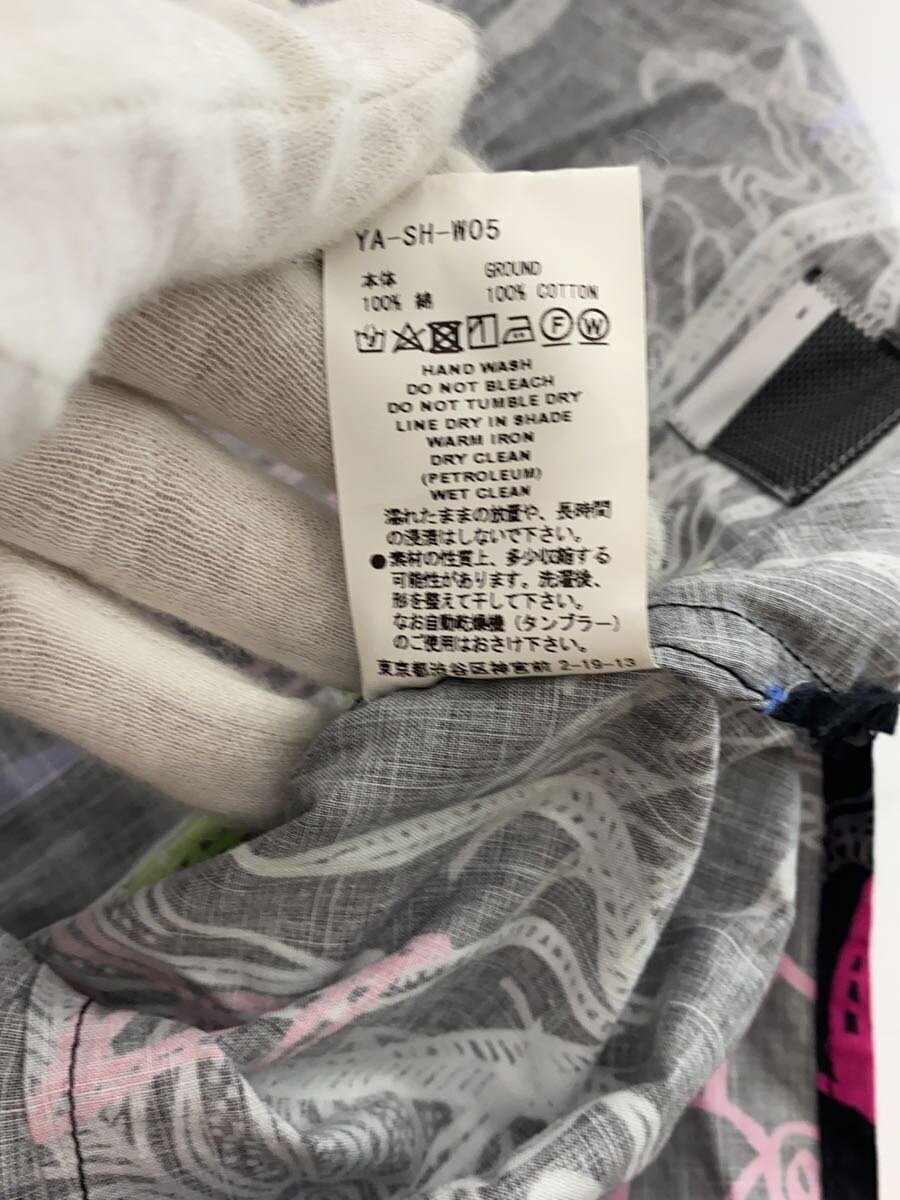 YA-SH-W05
本体 GROUND
100% 綿 100% COTTON
F W
HAND WASH
DO NOT BLEACH
DO NOT TUMBLE DRY
LINE DRY IN SHADE
WARM IRON
DRY CLEAN
(PETROLEUM)
WET CLEAN
濡れたままの放置や、長時間
の浸漬はしないで下さい。
●素材の性質上、多少収縮する
可能性があります。洗濯後、
形を整えて干して下さい。
なお自動乾燥機（タンブラー）
のご使用はおさけ下さい。
東京都渋谷区神宮前 2-19-13